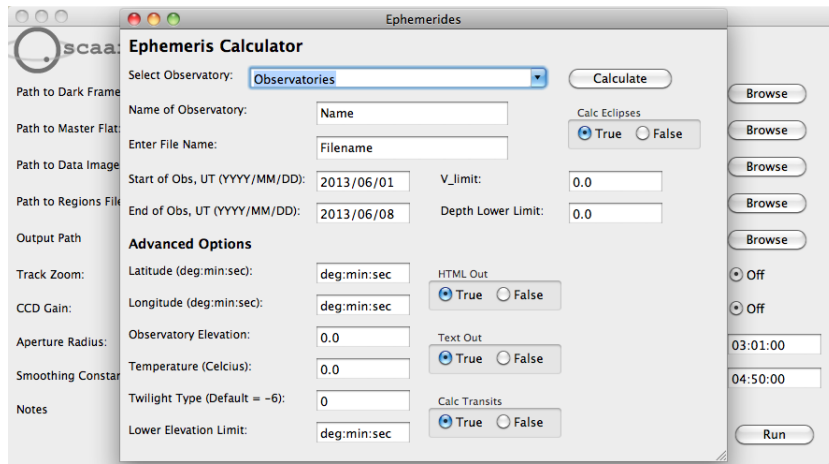 Ephemerides
scaa
Ephemeris Calculator
Select Observatory: Observatories Calculate
Name of Observatory: Name
Calc Eclipses
True False
Enter File Name: Filename
Start of Obs, UT (YYYY/MM/DD): 2013/06/01 V_limit: 0.0
End of Obs, UT (YYYY/MM/DD): 2013/06/08 Depth Lower Limit: 0.0
Advanced Options
Latitude (deg:min:sec): deg:min:sec
HTML Out
True False
Longitude (deg:min:sec): deg:min:sec
Observatory Elevation: 0.0
Text Out
True False
Temperature (Celcius): 0.0
Twilight Type (Default = -6): 0
Calc Transits
True False
Lower Elevation Limit: deg:min:sec
Path to Dark Frame Browse
Path to Master Flat: Browse
Path to Data Image Browse
Path to Regions File Browse
Output Path Browse
Track Zoom: Off
CCD Gain: Off
Aperture Radius: 03:01:00
Smoothing Constan 04:50:00
Notes
Run